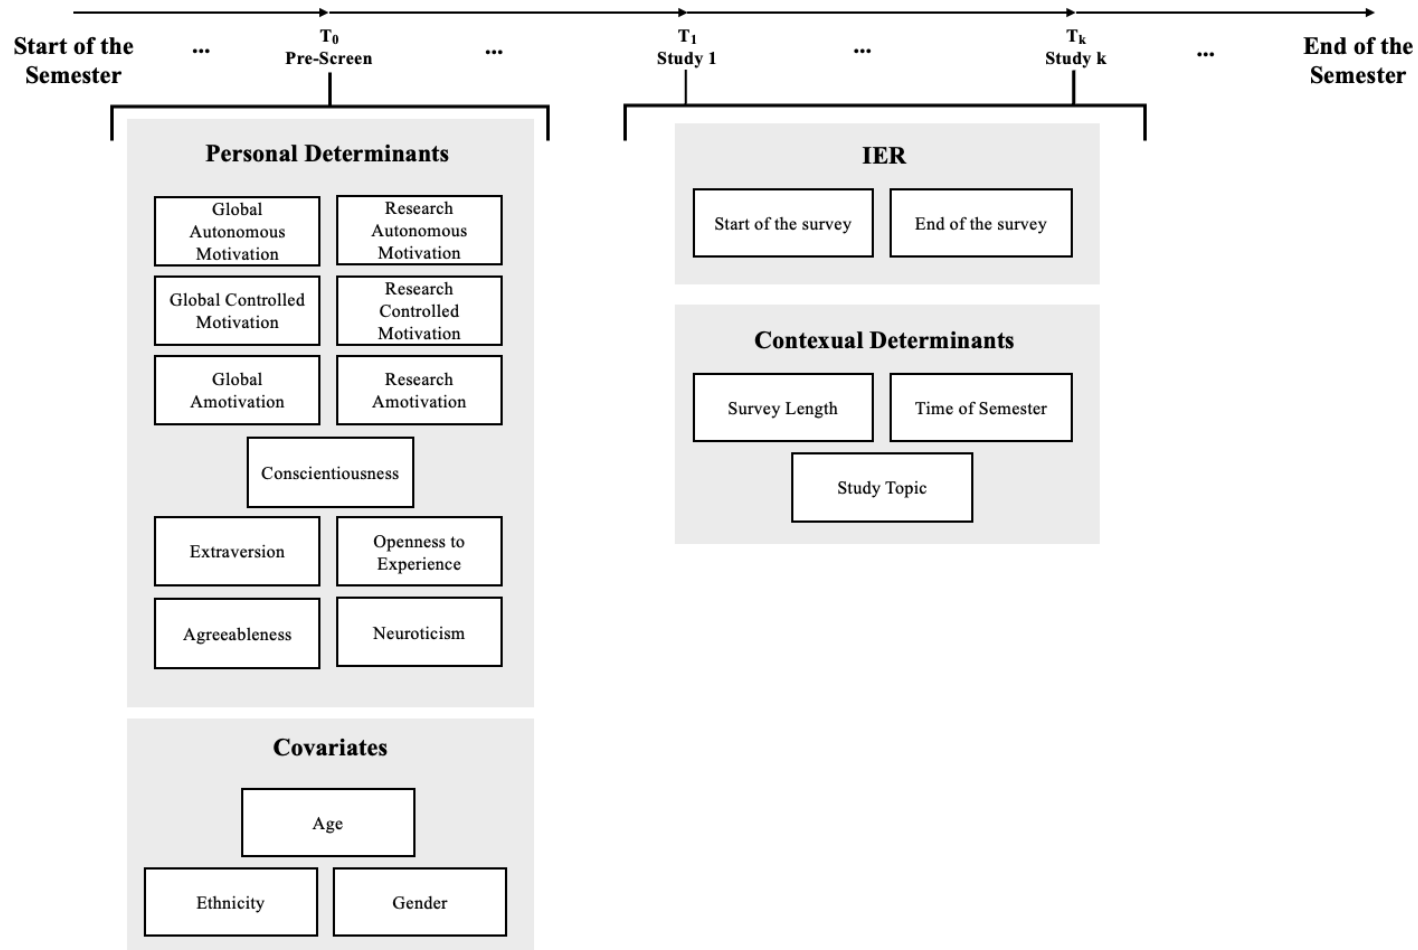 Start of the
Semester
...
T0
Pre-Screen
...
T1
Study 1
...
Tk
Study k
...
End of the
Semester
Personal Determinants
Global
Autonomous
Motivation
Research
Autonomous
Motivation
Global Controlled
Motivation
Research
Controlled
Motivation
Global
Amotivation
Research
Amotivation
Conscientiousness
Extraversion
Openness to
Experience
Agreeableness
Neuroticism
Covariates
Age
Ethnicity
Gender
IER
Start of the survey
End of the survey
Contexual Determinants
Survey Length
Time of Semester
Study Topic